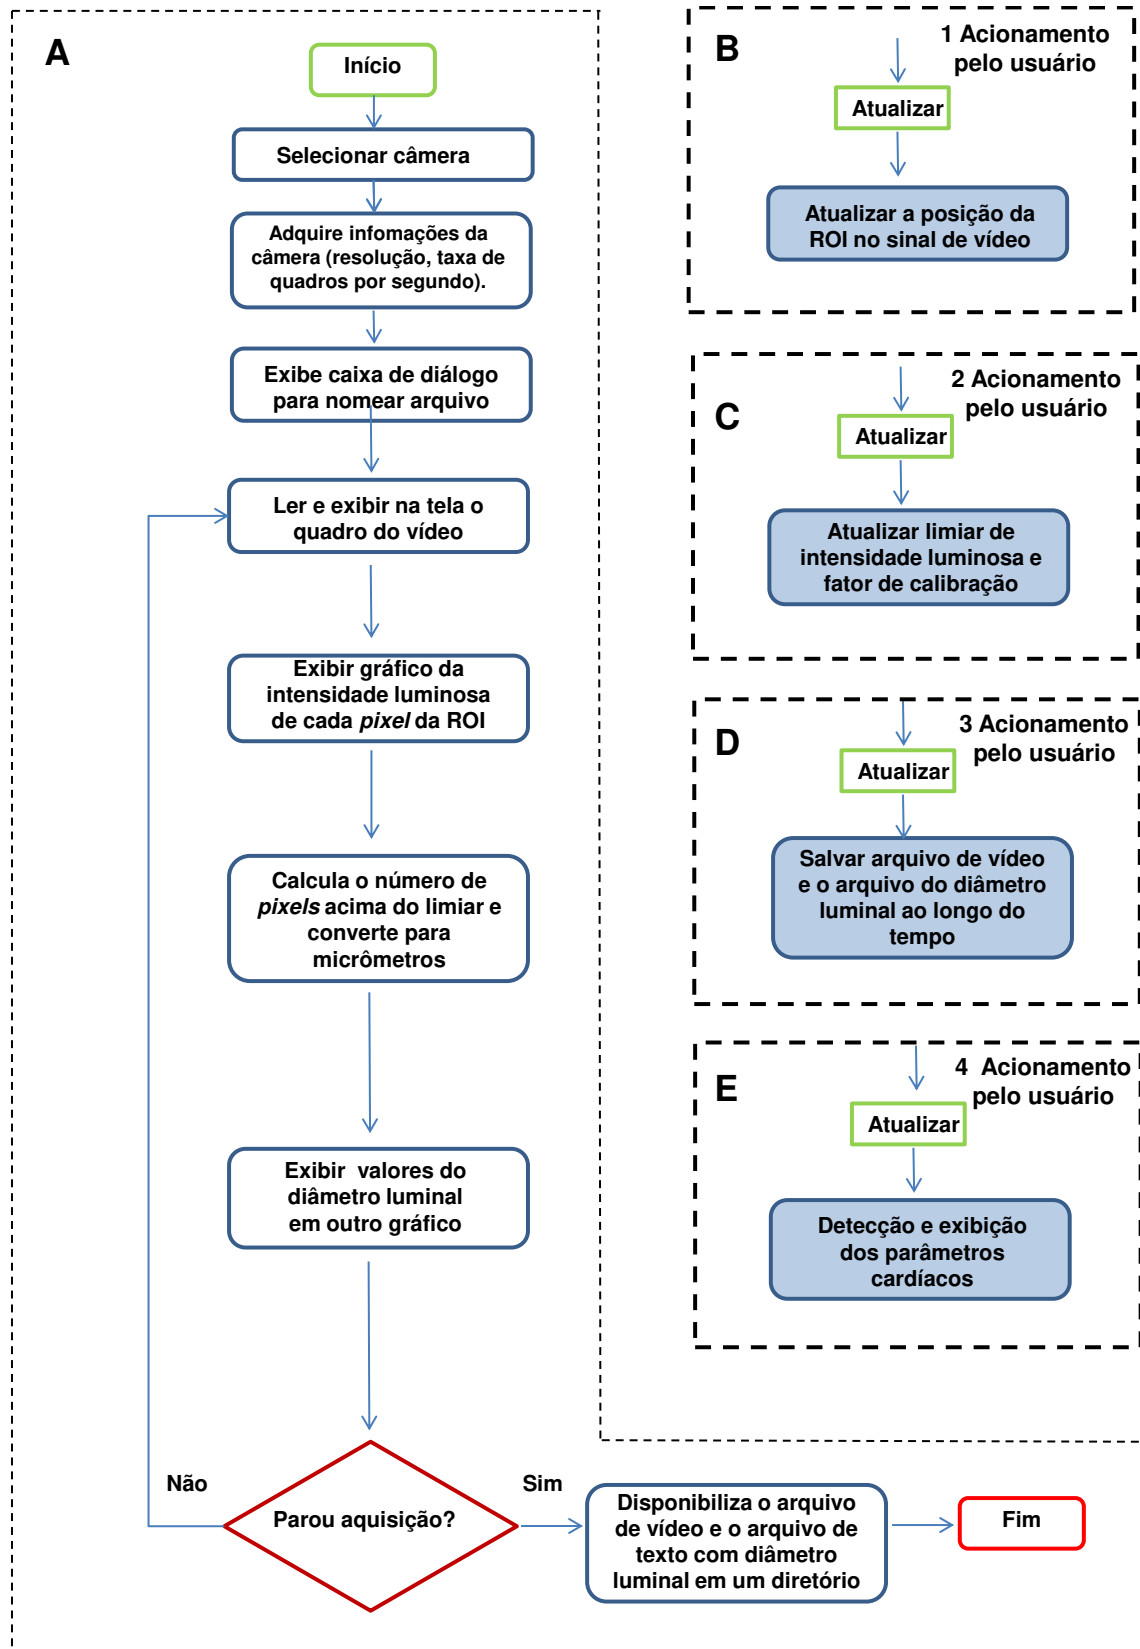 A
Início
Selecionar câmera
Adquire infomações da
câmera (resolução, taxa de
quadros por segundo).
Exibe caixa de diálogo
para nomear arquivo
Ler e exibir na tela o
quadro do vídeo
Exibir gráfico da
intensidade luminosa
de cada pixel da ROI
Calcula o número de
pixels acima do limiar e
converte para
micrômetros
Exibir valores do
diâmetro luminal
em outro gráfico
Não
Parou aquisição?
Sim
Disponibiliza o arquivo
de vídeo e o arquivo de
texto com diâmetro
luminal em um diretório
Fim
B
1 Acionamento
pelo usuário
Atualizar
Atualizar a posição da
ROI no sinal de vídeo
C
2 Acionamento
pelo usuário
Atualizar
Atualizar limiar de
intensidade luminosa e
fator de calibração
D
3 Acionamento
pelo usuário
Atualizar
Salvar arquivo de vídeo
e o arquivo do diâmetro
luminal ao longo do
tempo
E
4 Acionamento
pelo usuário
Atualizar
Detecção e exibição
dos parâmetros
cardíacos